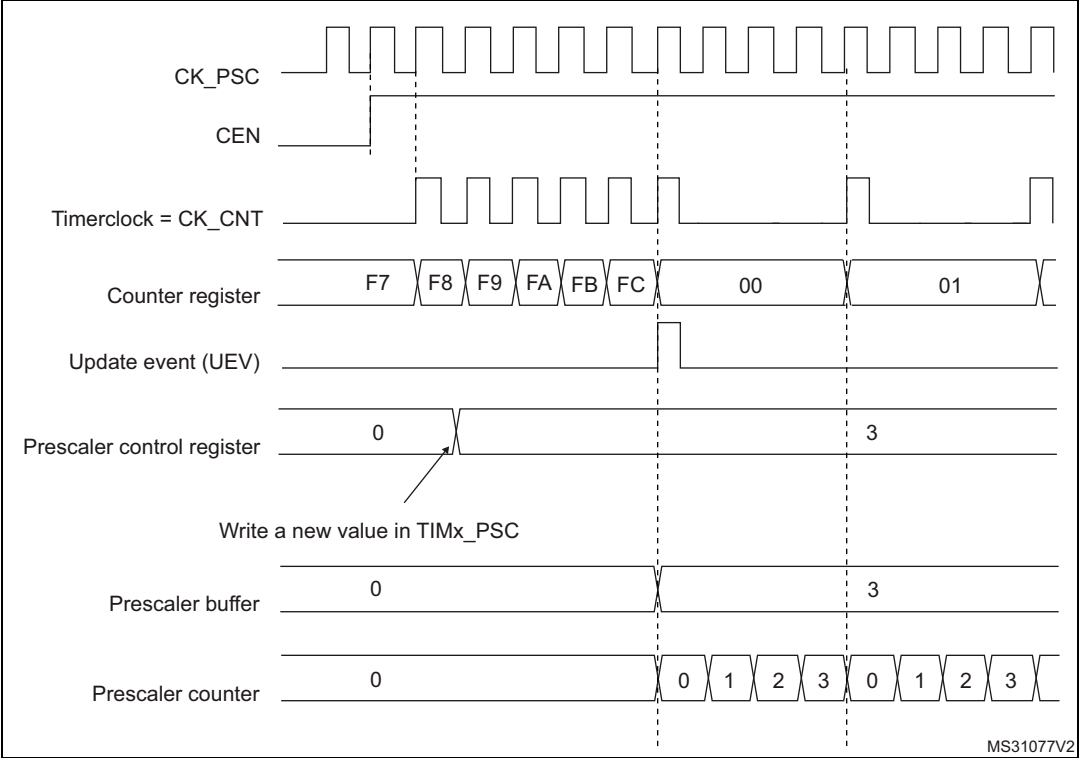 CK_PSC
CEN
Timerclock = CK_CNT
Counter register F7 F8 F9 FA FB FC 00 01
Update event (UEV)
Prescaler control register 0 3
Write a new value in TIMx_PSC
Prescaler buffer 0 3
Prescaler counter 0 0 1 2 3 0 1 2 3
MS31077V2